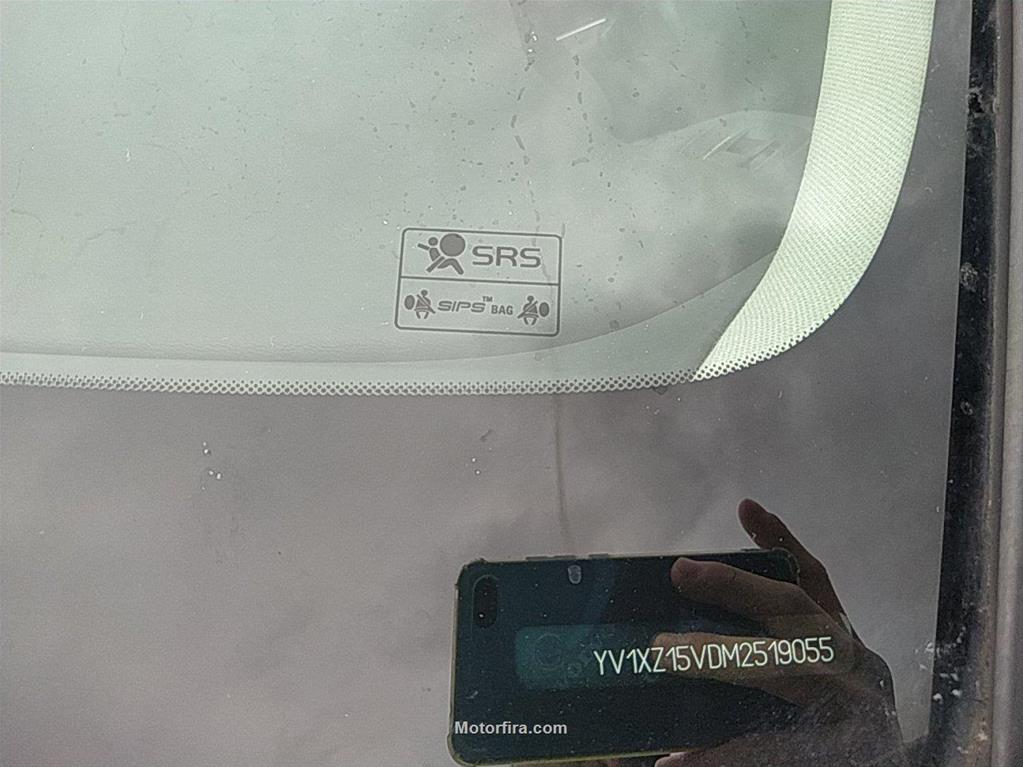 SRS
SIPS™ BAG
YV1XZ15VDM2519055
Motorfira.com